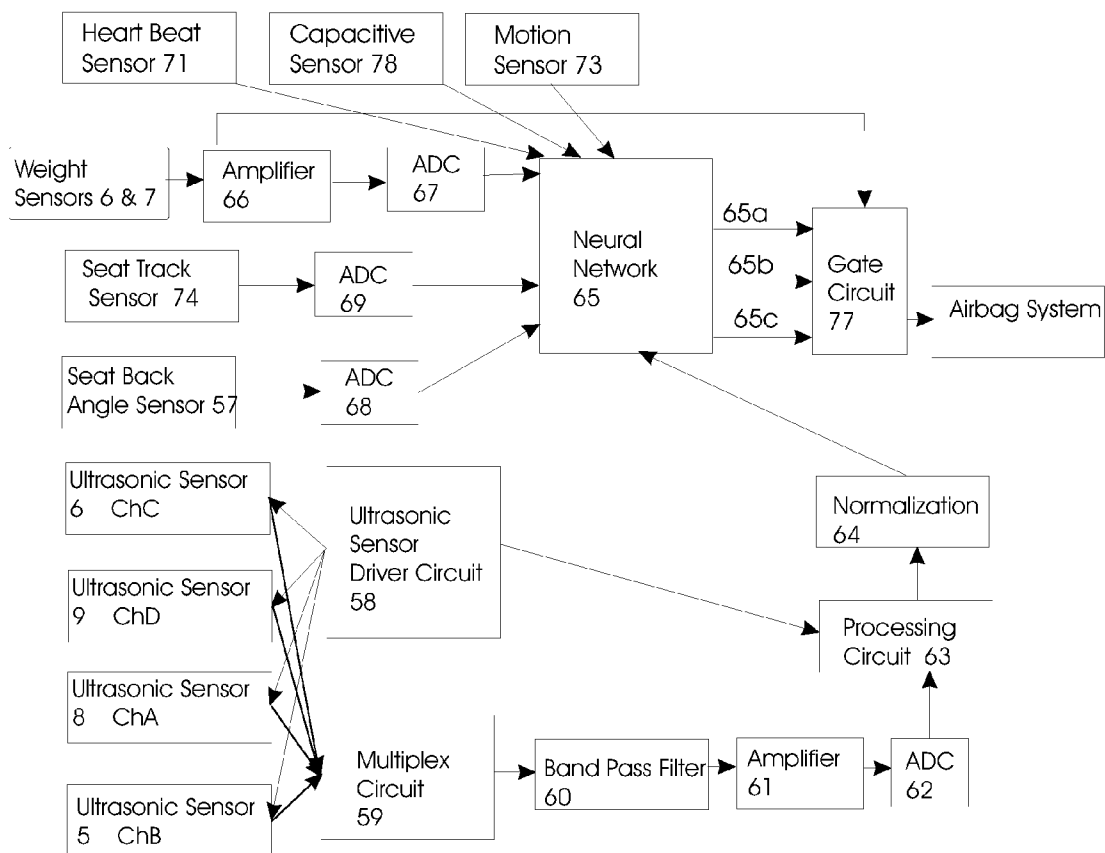 Heart Beat
Sensor 71
Capacitive
Sensor 78
Motion
Sensor 73
Weight
Sensors 6 & 7
Amplifier
66
ADC
67
Neural
Network
65
65a
65b
65c
Gate
Circuit
77
Airbag System
Seat Track
Sensor 74
ADC
69
Seat Back
Angle Sensor 57
ADC
68
Ultrasonic Sensor
6 ChC
Ultrasonic
Sensor
Driver Circuit
58
Normalization
64
Ultrasonic Sensor
9 ChD
Processing
Circuit 63
Ultrasonic Sensor
8 ChA
Multiplex
Circuit
59
Band Pass Filter
60
Amplifier
61
ADC
62
Ultrasonic Sensor
5 ChB